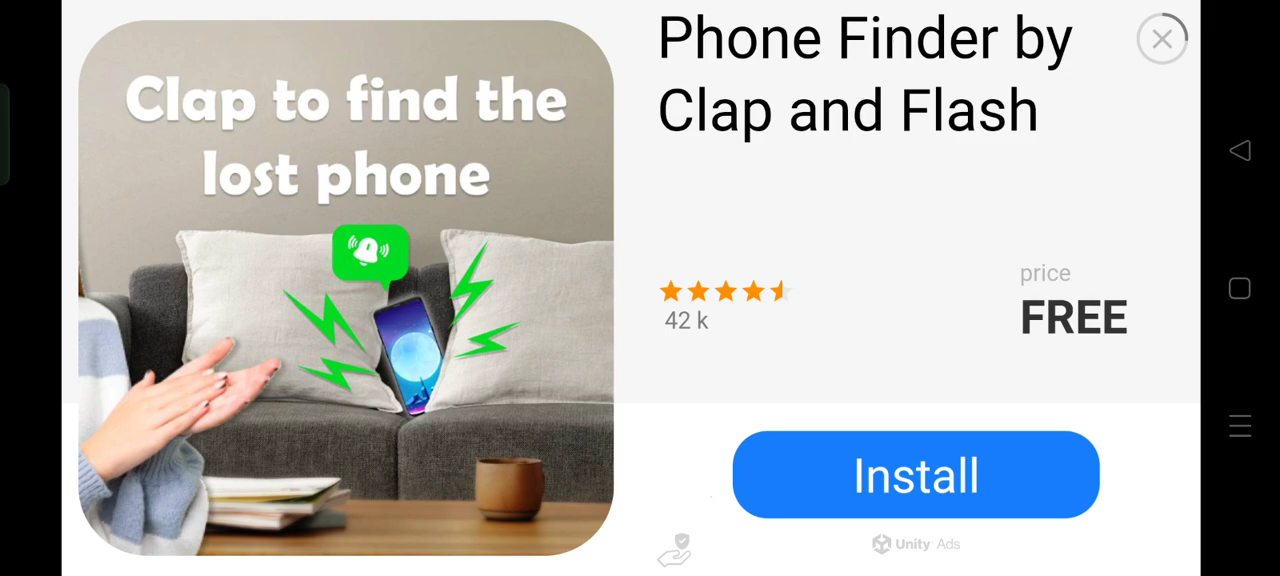 Clap to find the
lost phone
Phone Finder by
Clap and Flash
42 k
price
FREE
Install
Unity Ads